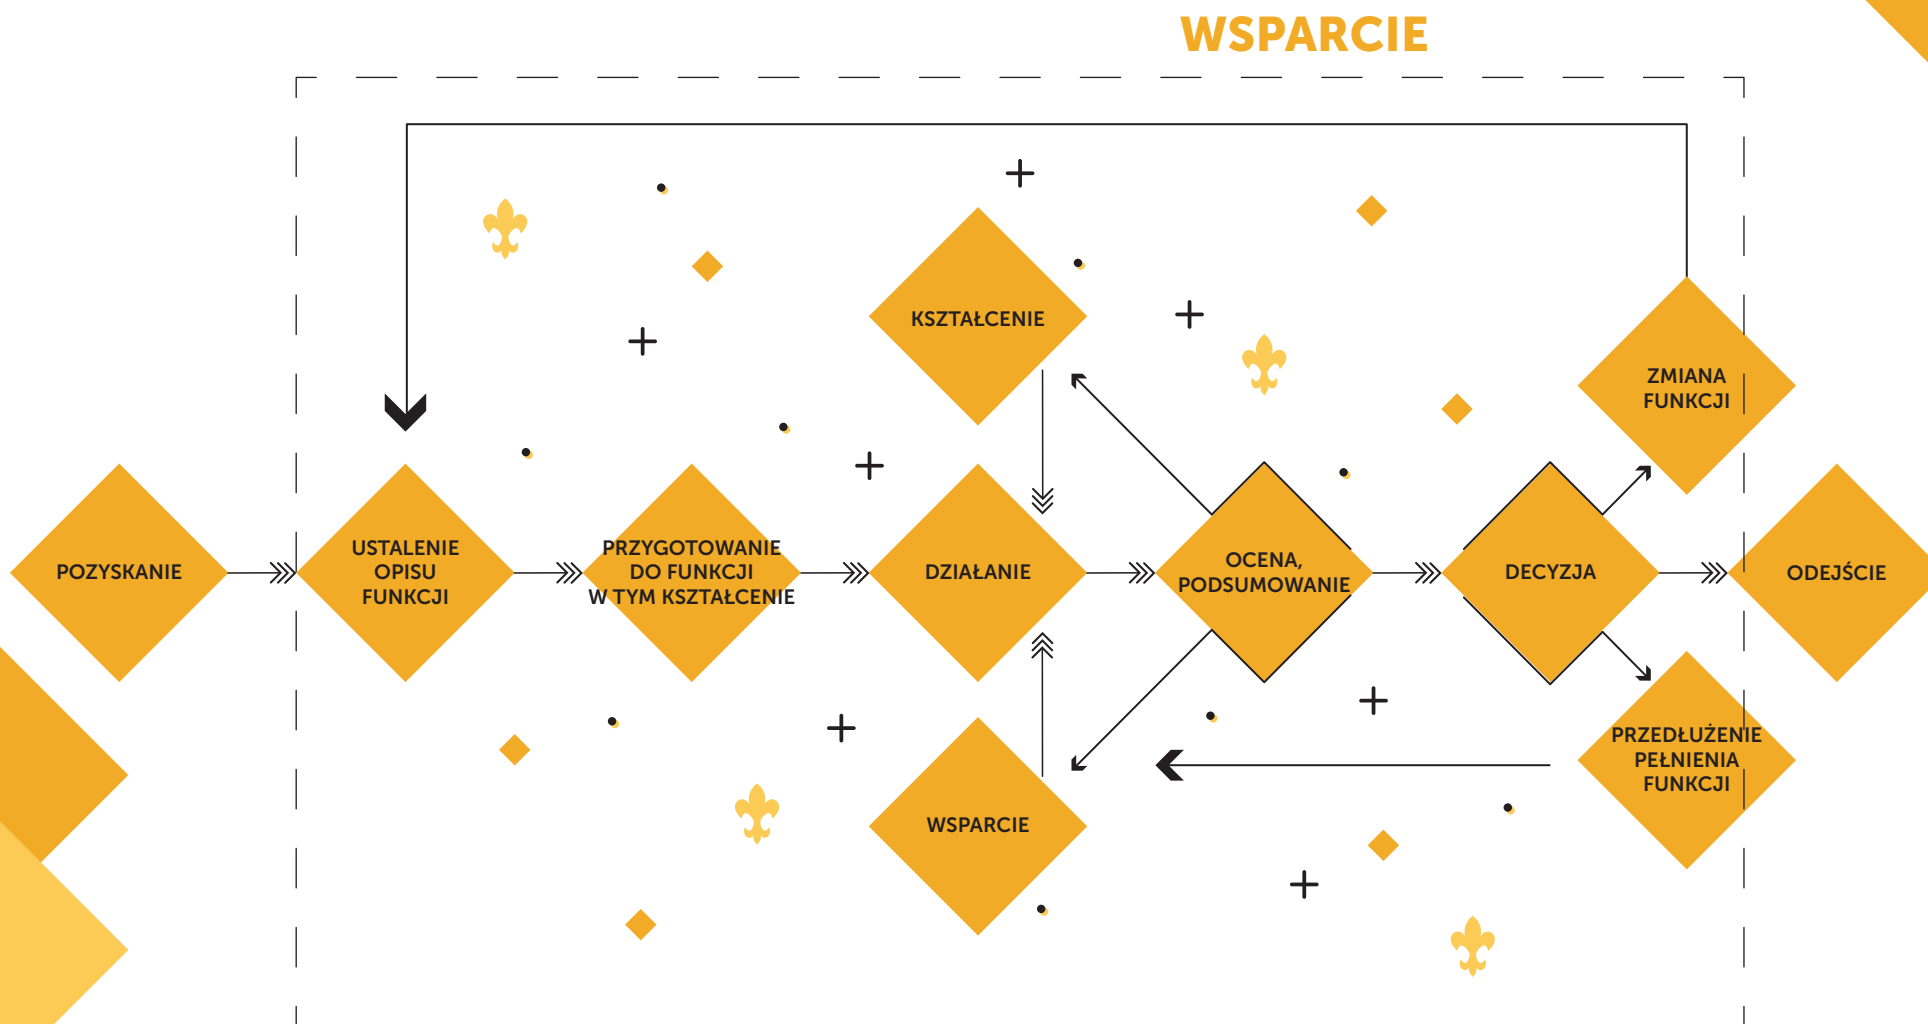 WSPARCIE
KSZTAŁCENIE
ZMIANA
FUNKCJI
POZYSKANIE
USTALENIE
OPISU
FUNKCJI
PRZYGOTOWANIE
DO FUNKCJI
W TYM KSZTAŁCENIE
DZIAŁANIE
OCENA,
PODSUMOWANIE
DECYZJA
ODEJŚCIE
PRZEDŁUŻENIE
PEŁNIENIA
FUNKCJI
WSPARCIE